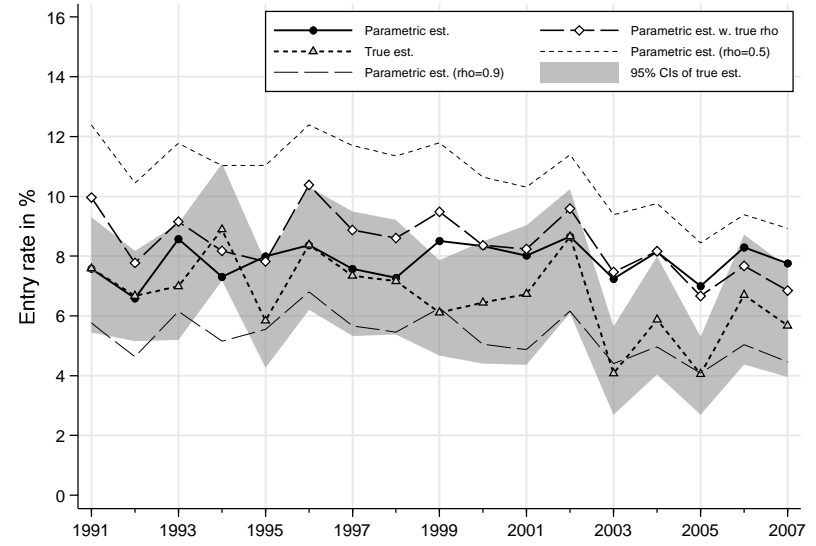 Parametric est.
Parametric est. w. true rho
True est.
Parametric est. (rho=0.5)
Parametric est. (rho=0.9)
95% CIs of true est.
Entry rate in %
16
14
12
10
8
6
4
2
0
1991 1993 1995 1997 1999 2001 2003 2005 2007